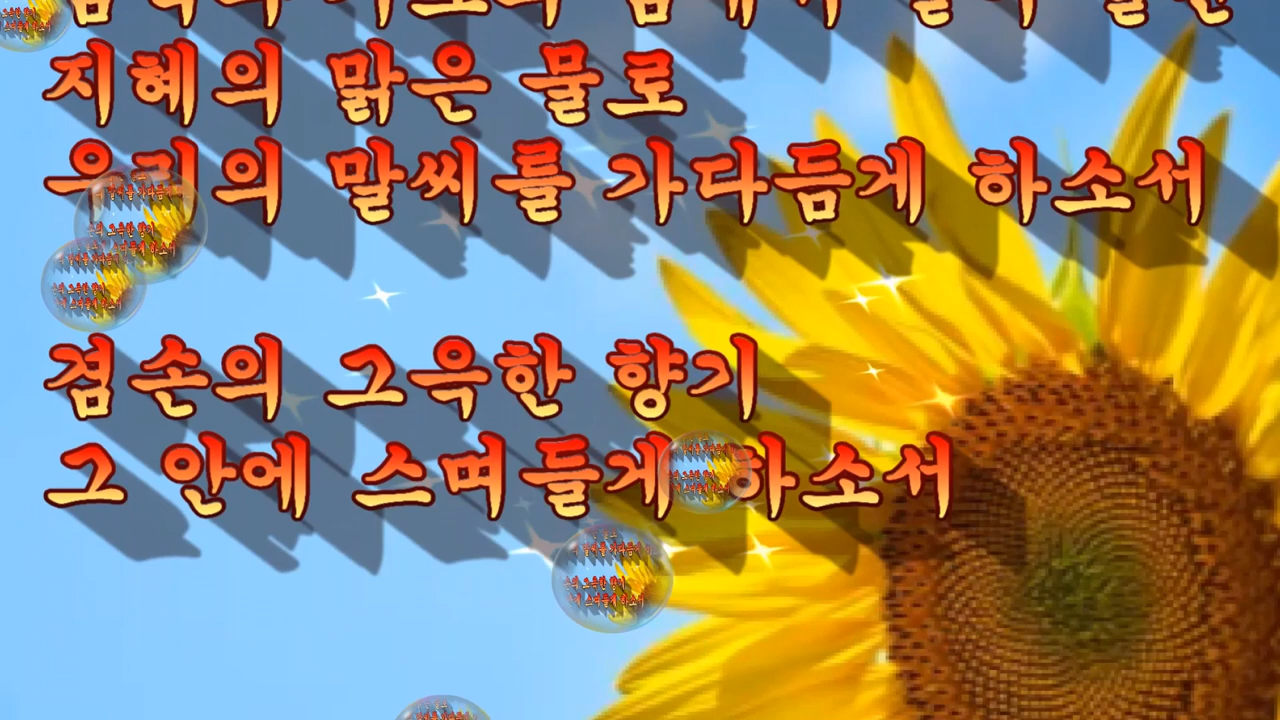 지혜의 맑은 물로
우리의 말씨를 가다듬게 하소서
겸손의 그윽한 향기
그 안에 스며들게 하소서